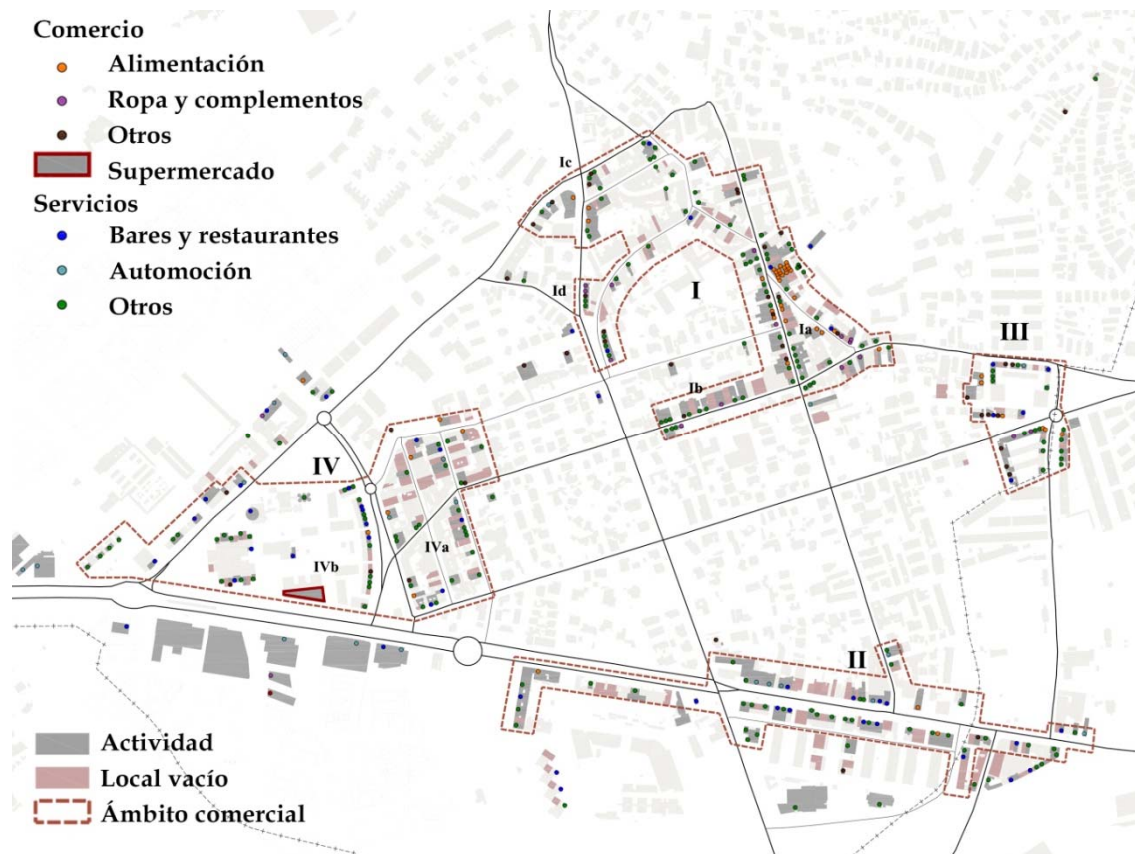 Comercio
Alimentación
Ropa y complementos
Otros
Supermercado
Servicios
Bares y restaurantes
Automoción
Otros
Ic
Id
I
Ia
Ib
III
IV
IVa
IVb
II
Actividad
Local vacío
Ámbito comercial